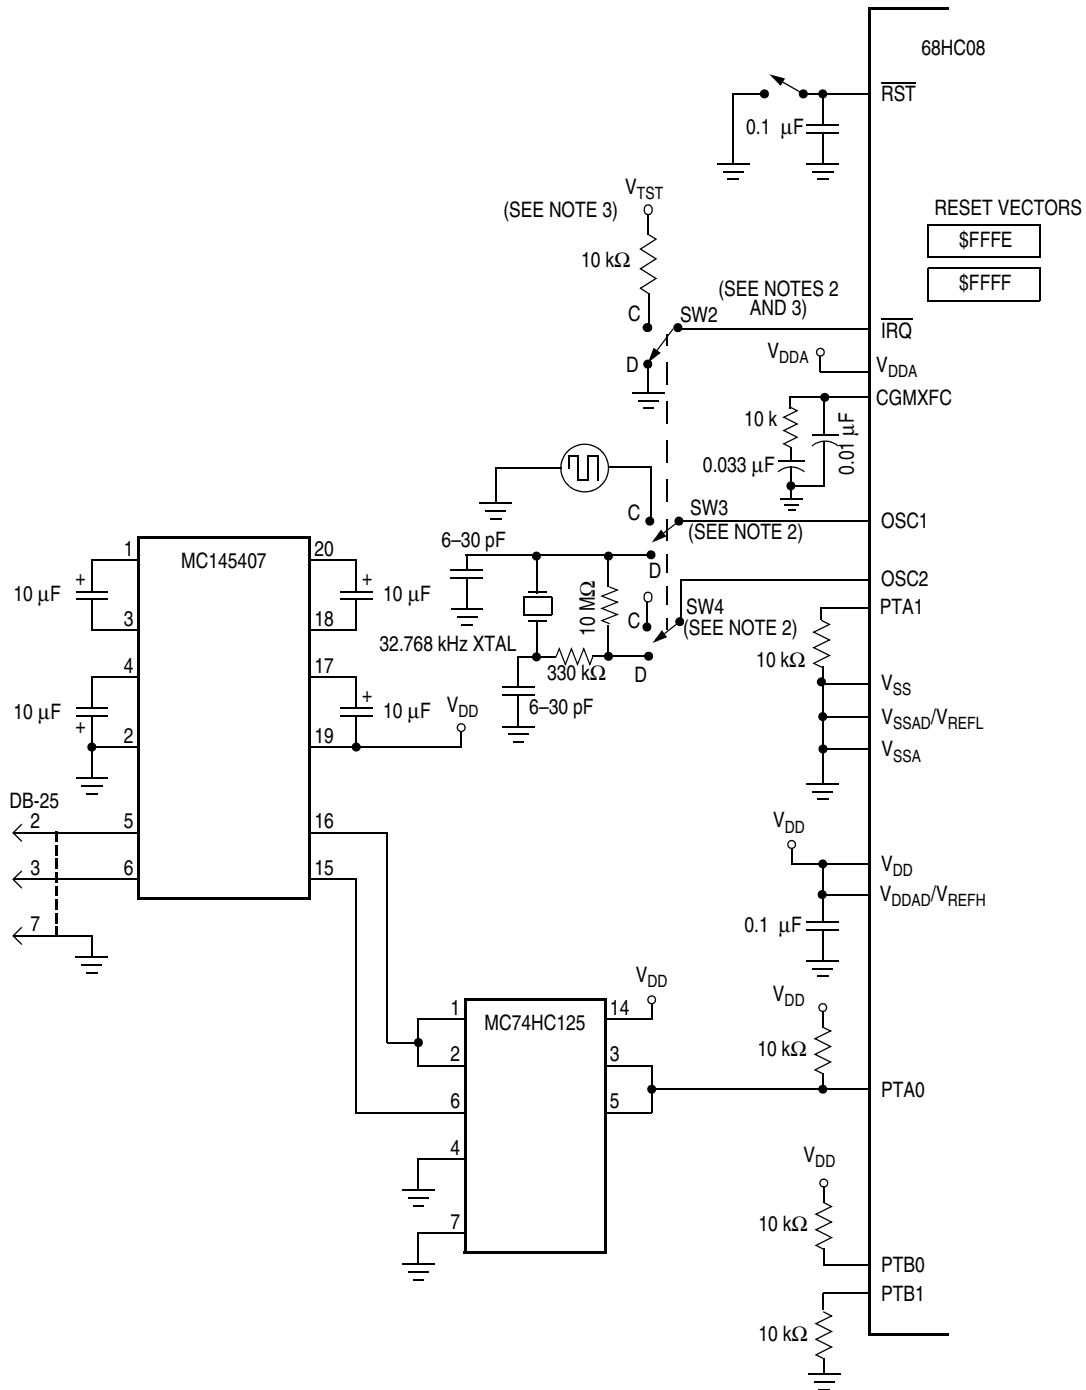 68HC08
RST
0.1 µF
VTST
(SEE NOTE 3)
RESET VECTORS
$FFFE
$FFFF
10 kΩ
(SEE NOTES 2
AND 3)
C
SW2
IRQ
D
VDDA
VDDA
CGMXFC
10 k
0.01 µF
0.033 µF
C
SW3
OSC1
(SEE NOTE 2)
6–30 pF
D
OSC2
10 MΩ
C
SW4
(SEE NOTE 2)
PTA1
32.768 kHz XTAL
330 kΩ
D
10 kΩ
6–30 pF
VSS
VSSAD/VREFL
VSSA
MC145407
1
20
10 µF
+
+
10 µF
3
18
4
17
10 µF
+
+
10 µF
VDD
2
19
DB-25
2
5
16
3
6
15
7
VDD
VDD
VDDAD/VREFH
0.1 µF
VDD
VDD
MC74HC125
1
14
2
3
10 kΩ
6
5
PTA0
4
7
VDD
10 kΩ
PTB0
PTB1
10 kΩ